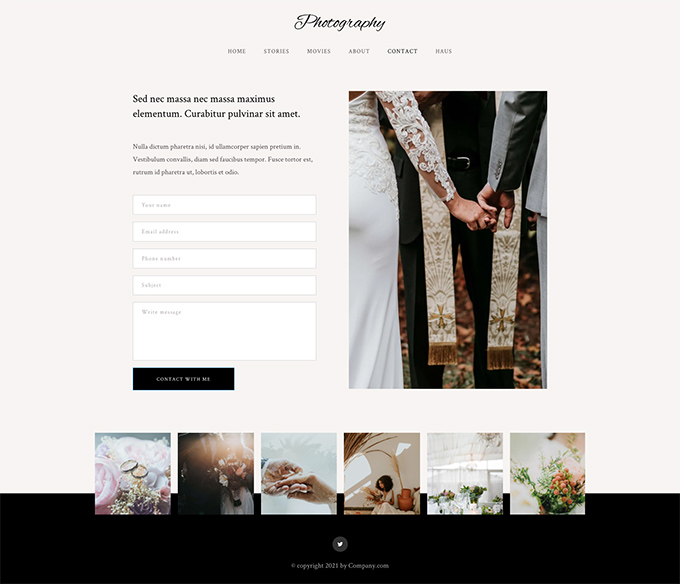 Photography
HOME STORIES MOVIES ABOUT CONTACT HAUS
Sed nec massa nec massa maximus
elementum. Curabitur pulvinar sit amet.
Nulla dictum pharetra nisi, id ullamcorper sapien pretium in.
Vestibulum convallis, diam sed faucibus tempor. Fusce tortor est,
rutrum id pharetra ut, lobortis et odio.
Your name
Email address
Phone number
Subject
Write message
CONTACT WITH ME
© copyright 2021 by Company.com